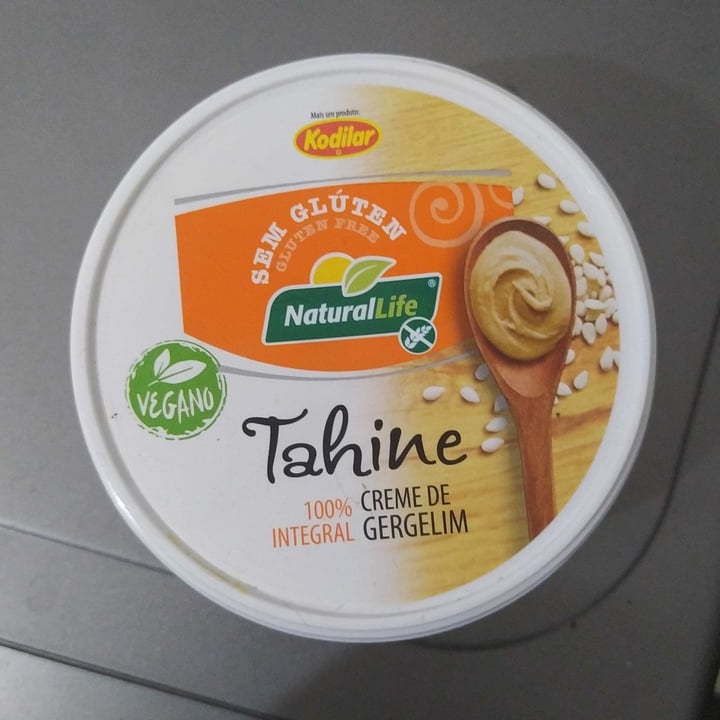 Mais um produto:
Kodilar
SEM GLÚTEN
GLUTEN FREE
NaturalLife
VEGANO
Tahine
100% INTEGRAL
CREME DE GERGELIM